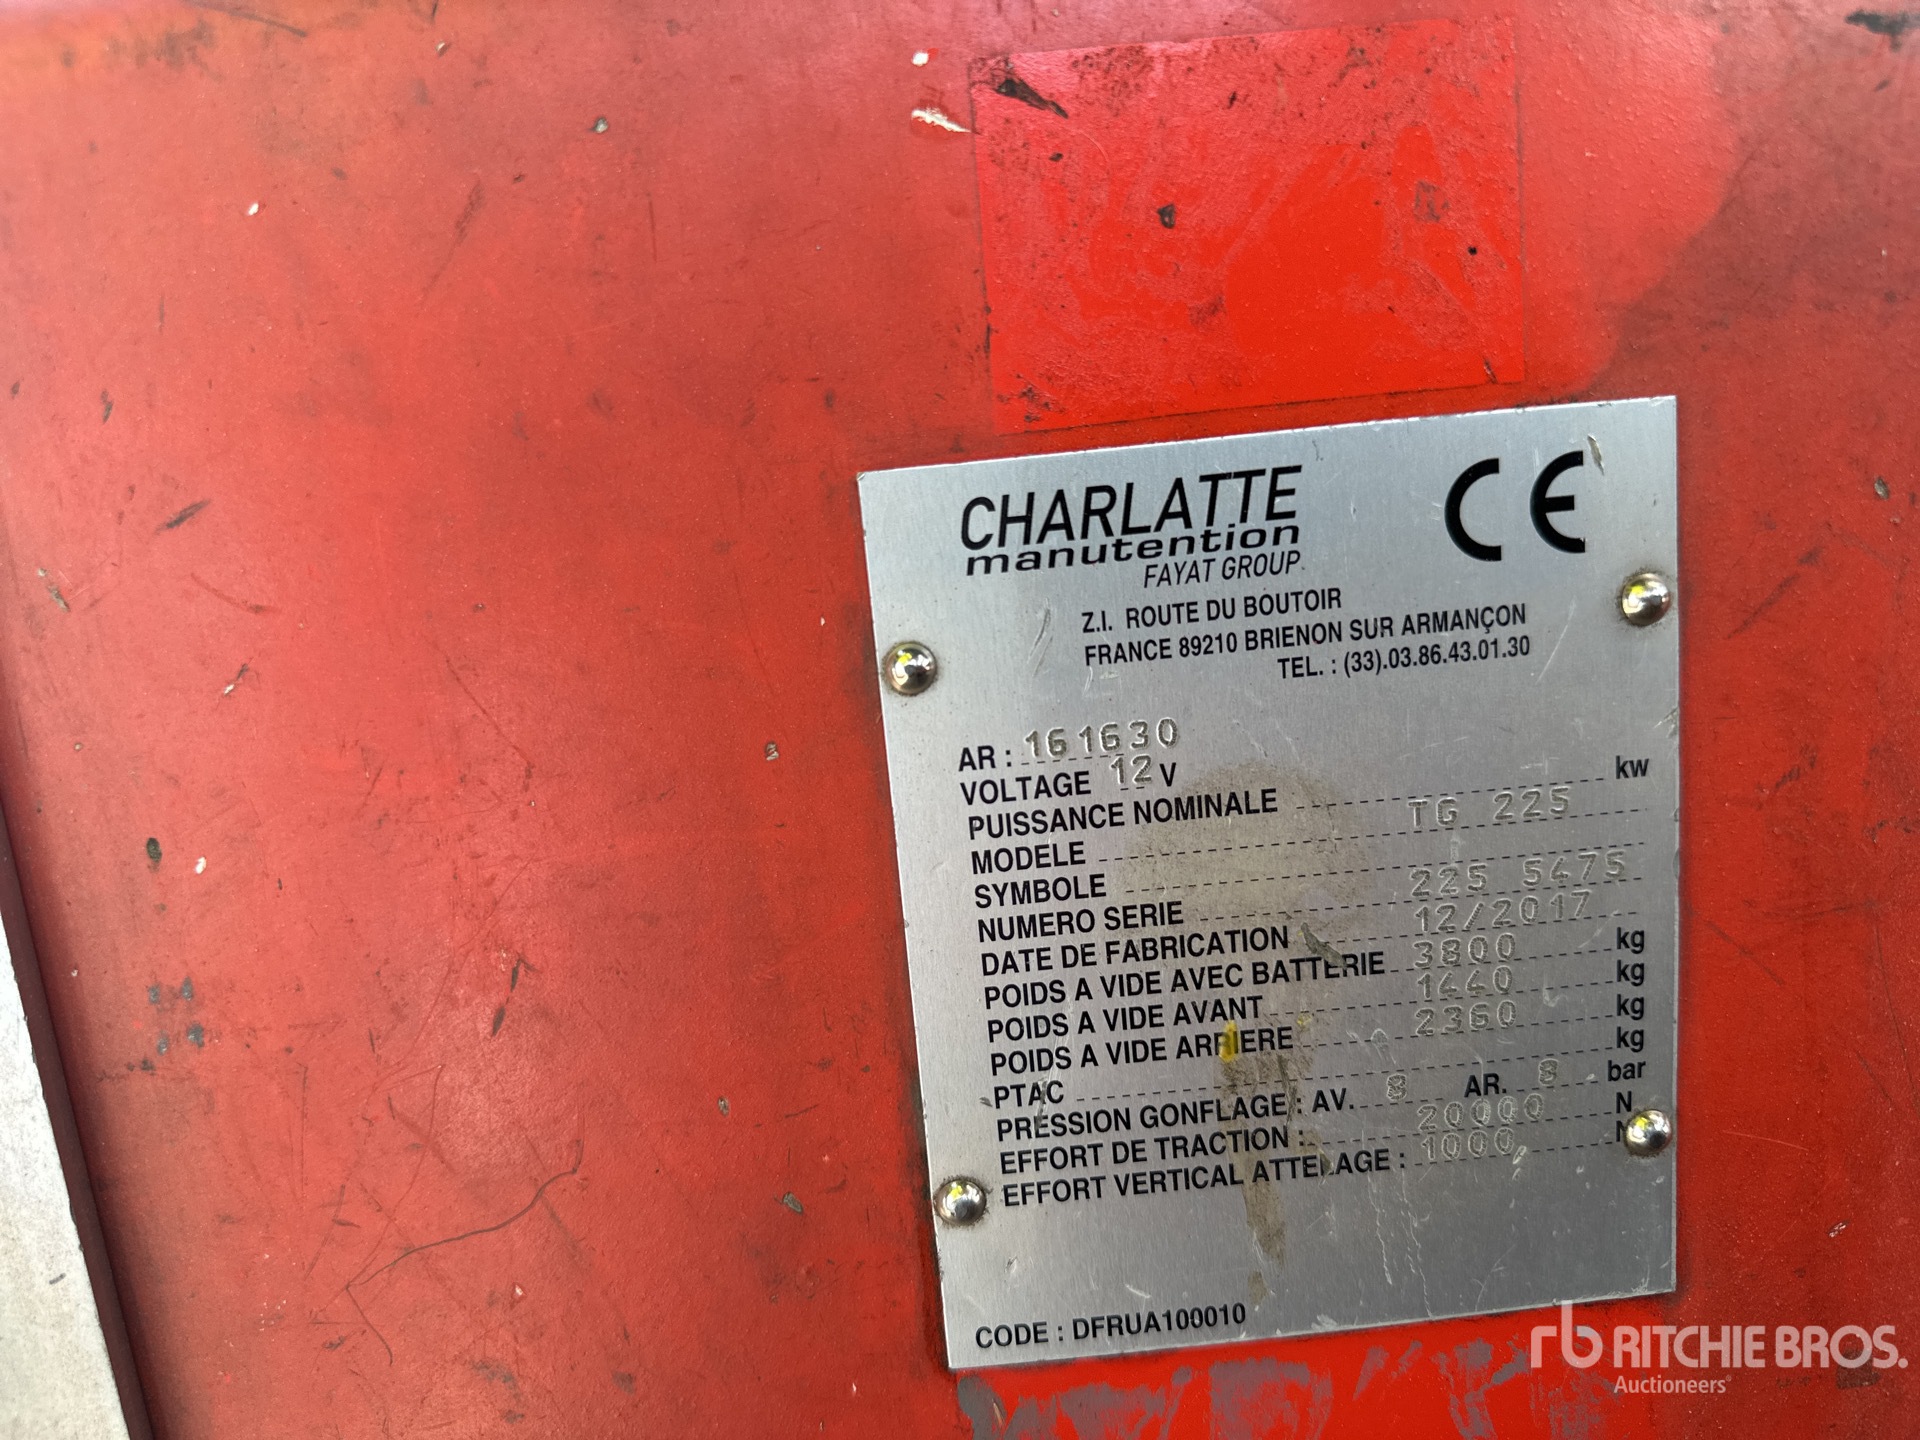 CHARLATTE
manutention
FAYAT GROUP
CE
Z.I. ROUTE DU BOUTOIR
FRANCE 89210 BRIENON SUR ARMANÇON
TEL. : (33).03.86.43.01.30
AR : 161630
VOLTAGE 12 V
PUISSANCE NOMINALE kw
MODELE TG 225
SYMBOLE
NUMERO SERIE 225 5475
DATE DE FABRICATION 12/2017
POIDS A VIDE AVEC BATTERIE 3800 kg
POIDS A VIDE AVANT 1440 kg
POIDS A VIDE ARRIERE 2360 kg
PTAC kg
PRESSION GONFLAGE : AV. 8 AR. 8 bar
EFFORT DE TRACTION : 20000 N
EFFORT VERTICAL ATTELAGE : 1000 N
CODE : DFRUA100010
rb RITCHIE BROS.
Auctioneers